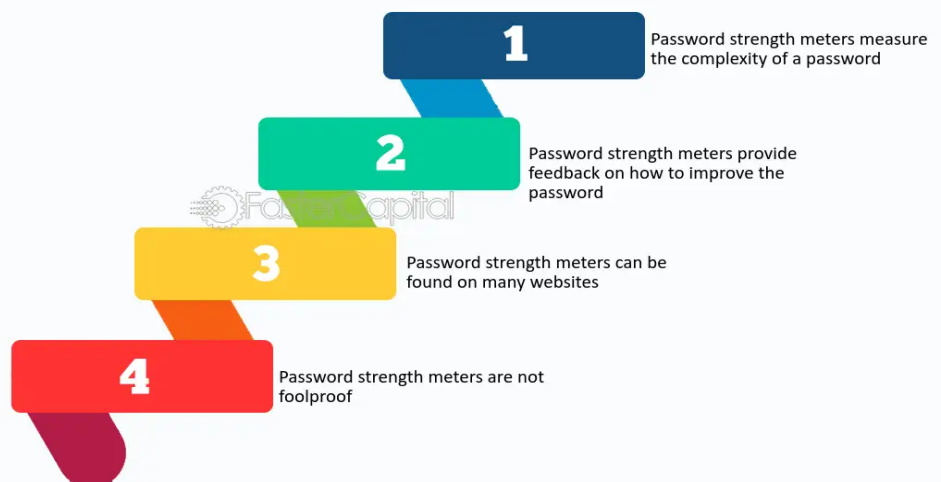 1
Password strength meters measure
the complexity of a password
2
Password strength meters provide
feedback on how to improve the
password
FasterCapital
3
Password strength meters can be
found on many websites
4
Password strength meters are not
foolproof